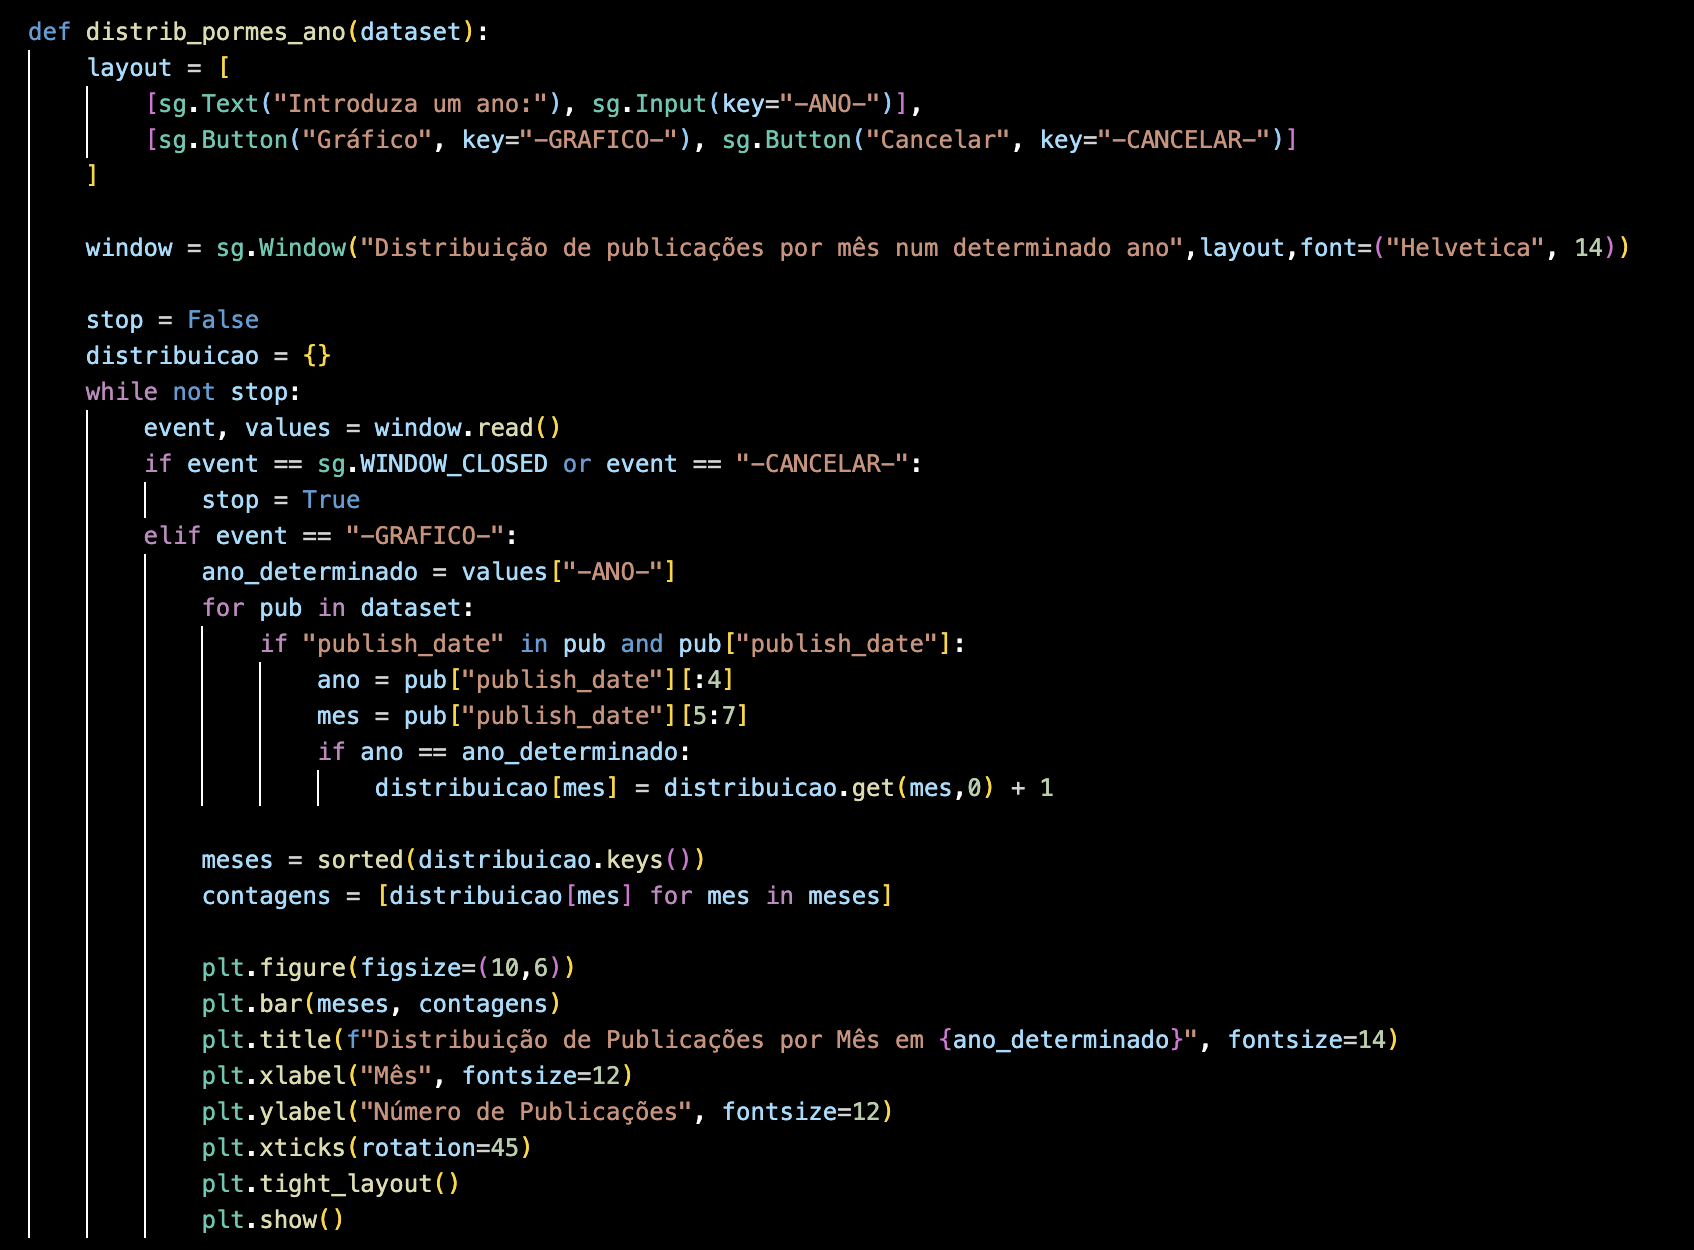 def distrib_pormes_ano(dataset):
    layout = [
        [sg.Text("Introduza um ano:"), sg.Input(key="-ANO-")],
        [sg.Button("Gráfico", key="-GRAFICO-"), sg.Button("Cancelar", key="-CANCELAR-")]
    ]

    window = sg.Window("Distribuição de publicações por mês num determinado ano",layout,font=("Helvetica", 14))

    stop = False
    distribuicao = {}
    while not stop:
        event, values = window.read()
        if event == sg.WINDOW_CLOSED or event == "-CANCELAR-":
            stop = True
        elif event == "-GRAFICO-":
            ano_determinado = values["-ANO-"]
            for pub in dataset:
                if "publish_date" in pub and pub["publish_date"]:
                    ano = pub["publish_date"][:4]
                    mes = pub["publish_date"][5:7]
                    if ano == ano_determinado:
                        distribuicao[mes] = distribuicao.get(mes,0) + 1

            meses = sorted(distribuicao.keys())
            contagens = [distribuicao[mes] for mes in meses]

            plt.figure(figsize=(10,6))
            plt.bar(meses, contagens)
            plt.title(f"Distribuição de Publicações por Mês em {ano_determinado}", fontsize=14)
            plt.xlabel("Mês", fontsize=12)
            plt.ylabel("Número de Publicações", fontsize=12)
            plt.xticks(rotation=45)
            plt.tight_layout()
            plt.show()